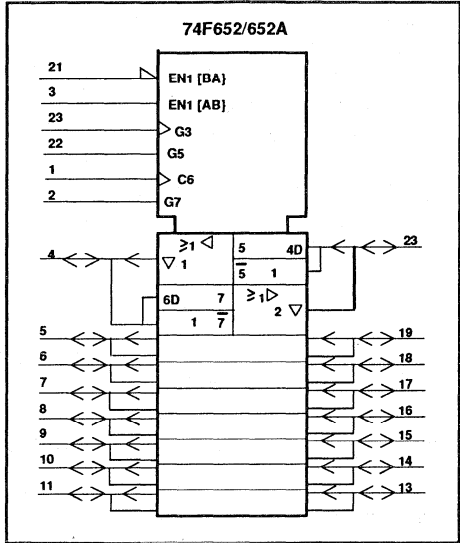 74F652/652A
21 EN1 [BA}
3 EN1 [AB}
23 G3
22 G5
1 C6
2 G7
4 ≥1 ◁ 5 4D 23
▽ 1 5̅ 1
6D 7 ≥1 ▷
1 7̅ 2 ▽
5 19
6 18
7 17
8 16
9 15
10 14
11 13